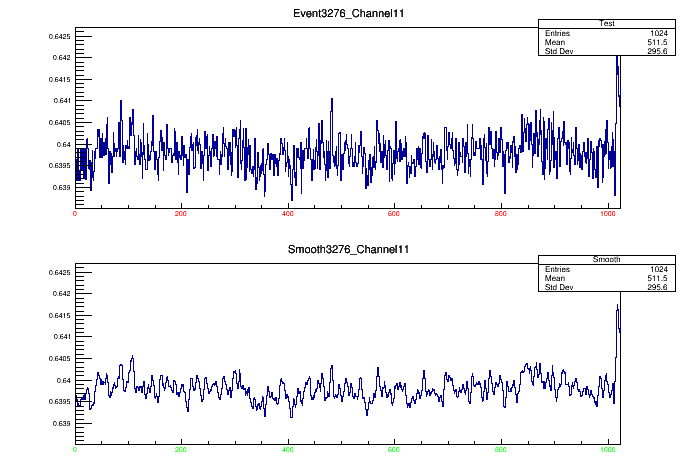 Event3276_Channel11
Test
Entries 1024
Mean 511.5
Std Dev 295.6
0.6425
0.642
0.6415
0.641
0.6405
0.64
0.6395
0.639
0 200 400 600 800 1000
Smooth3276_Channel11
Smooth
Entries 1024
Mean 511.5
Std Dev 295.6
0.6425
0.642
0.6415
0.641
0.6405
0.64
0.6395
0.639
0 200 400 600 800 1000